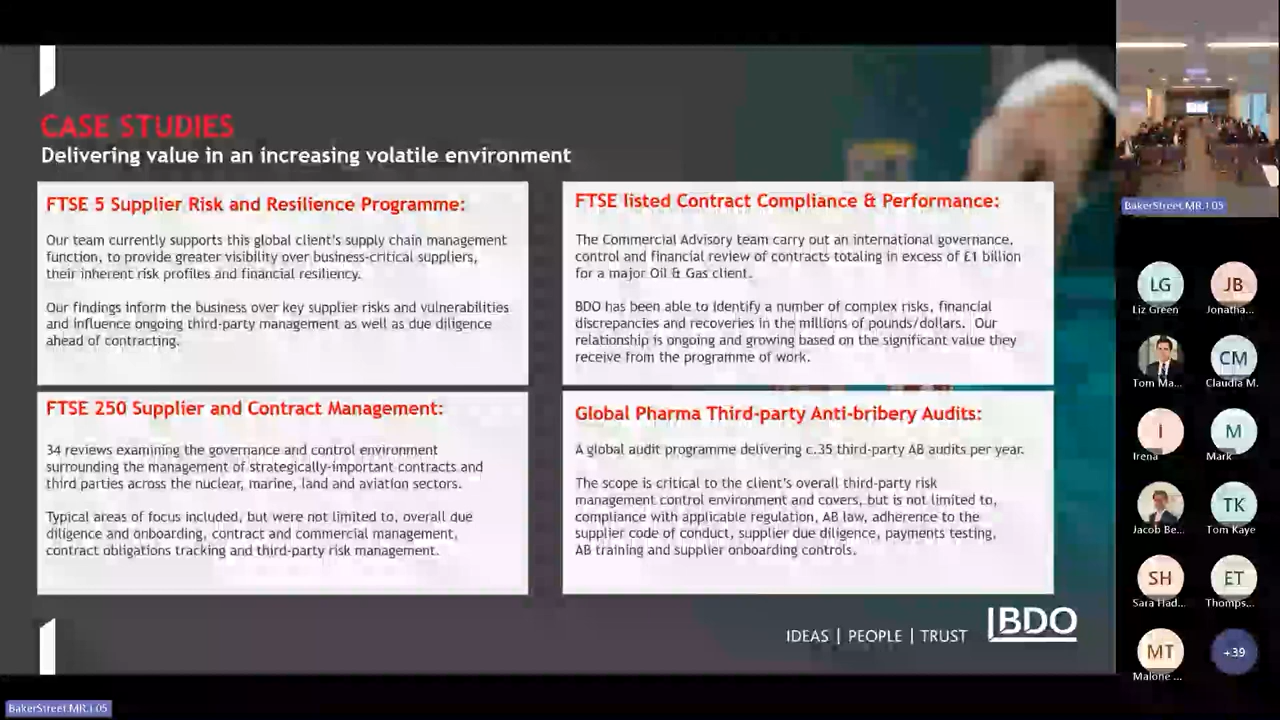 CASE STUDIES
Delivering value in an increasing volatile environment
FTSE 5 Supplier Risk and Resilience Programme:
Our team currently supports this global client's supply chain management
function, to provide greater visibility over business-critical suppliers,
their inherent risk profiles and financial resiliency.
Our findings inform the business over key supplier risks and vulnerabilities
and influence ongoing third-party management as well as due diligence
ahead of contracting.
FTSE listed Contract Compliance & Performance:
The Commercial Advisory team carry out an international governance,
control and financial review of contracts totaling in excess of £1 billion
for a major Oil & Gas client.
BDO has been able to identify a number of complex risks, financial
discrepancies and recoveries in the millions of pounds/dollars. Our
relationship is ongoing and growing based on the significant value they
receive from the programme of work.
FTSE 250 Supplier and Contract Management:
34 reviews examining the governance and control environment
surrounding the management of strategically-important contracts and
third parties across the nuclear, marine, land and aviation sectors.
Typical areas of focus included, but were not limited to, overall due
diligence and onboarding, contract and commercial management,
contract obligations tracking and third-party risk management.
Global Pharma Third-party Anti-bribery Audits:
A global audit programme delivering c.35 third-party AB audits per year.
The scope is critical to the client's overall third-party risk
management control environment and covers, but is not limited to,
compliance with applicable regulation, AB law, adherence to the
supplier code of conduct, supplier due diligence, payments testing,
AB training and supplier onboarding controls.
IDEAS | PEOPLE | TRUST
BDO
BakerStreet.MR.1.05
LG
Liz Green
JB
Jonatha...
Tom Ma...
CM
Claudia M.
I
Irena
M
Mark
Jacob Be...
TK
Tom Kaye
SH
Sara Had...
ET
Thomps...
MT
Malone ...
+39
BakerStreet.MR.1.05